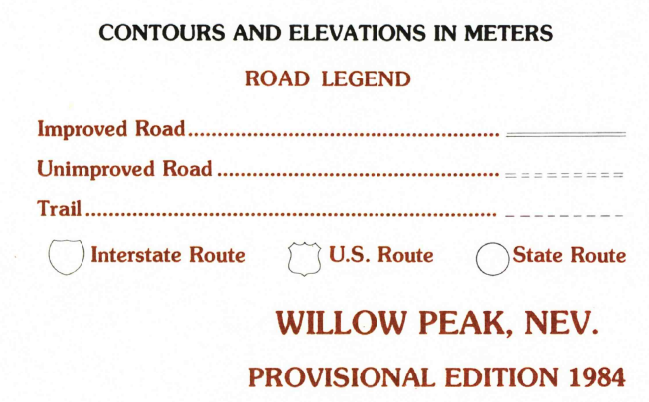 CONTOURS AND ELEVATIONS IN METERS
ROAD LEGEND
Improved Road
Unimproved Road
Trail
Interstate Route U.S. Route State Route
WILLOW PEAK, NEV.
PROVISIONAL EDITION 1984